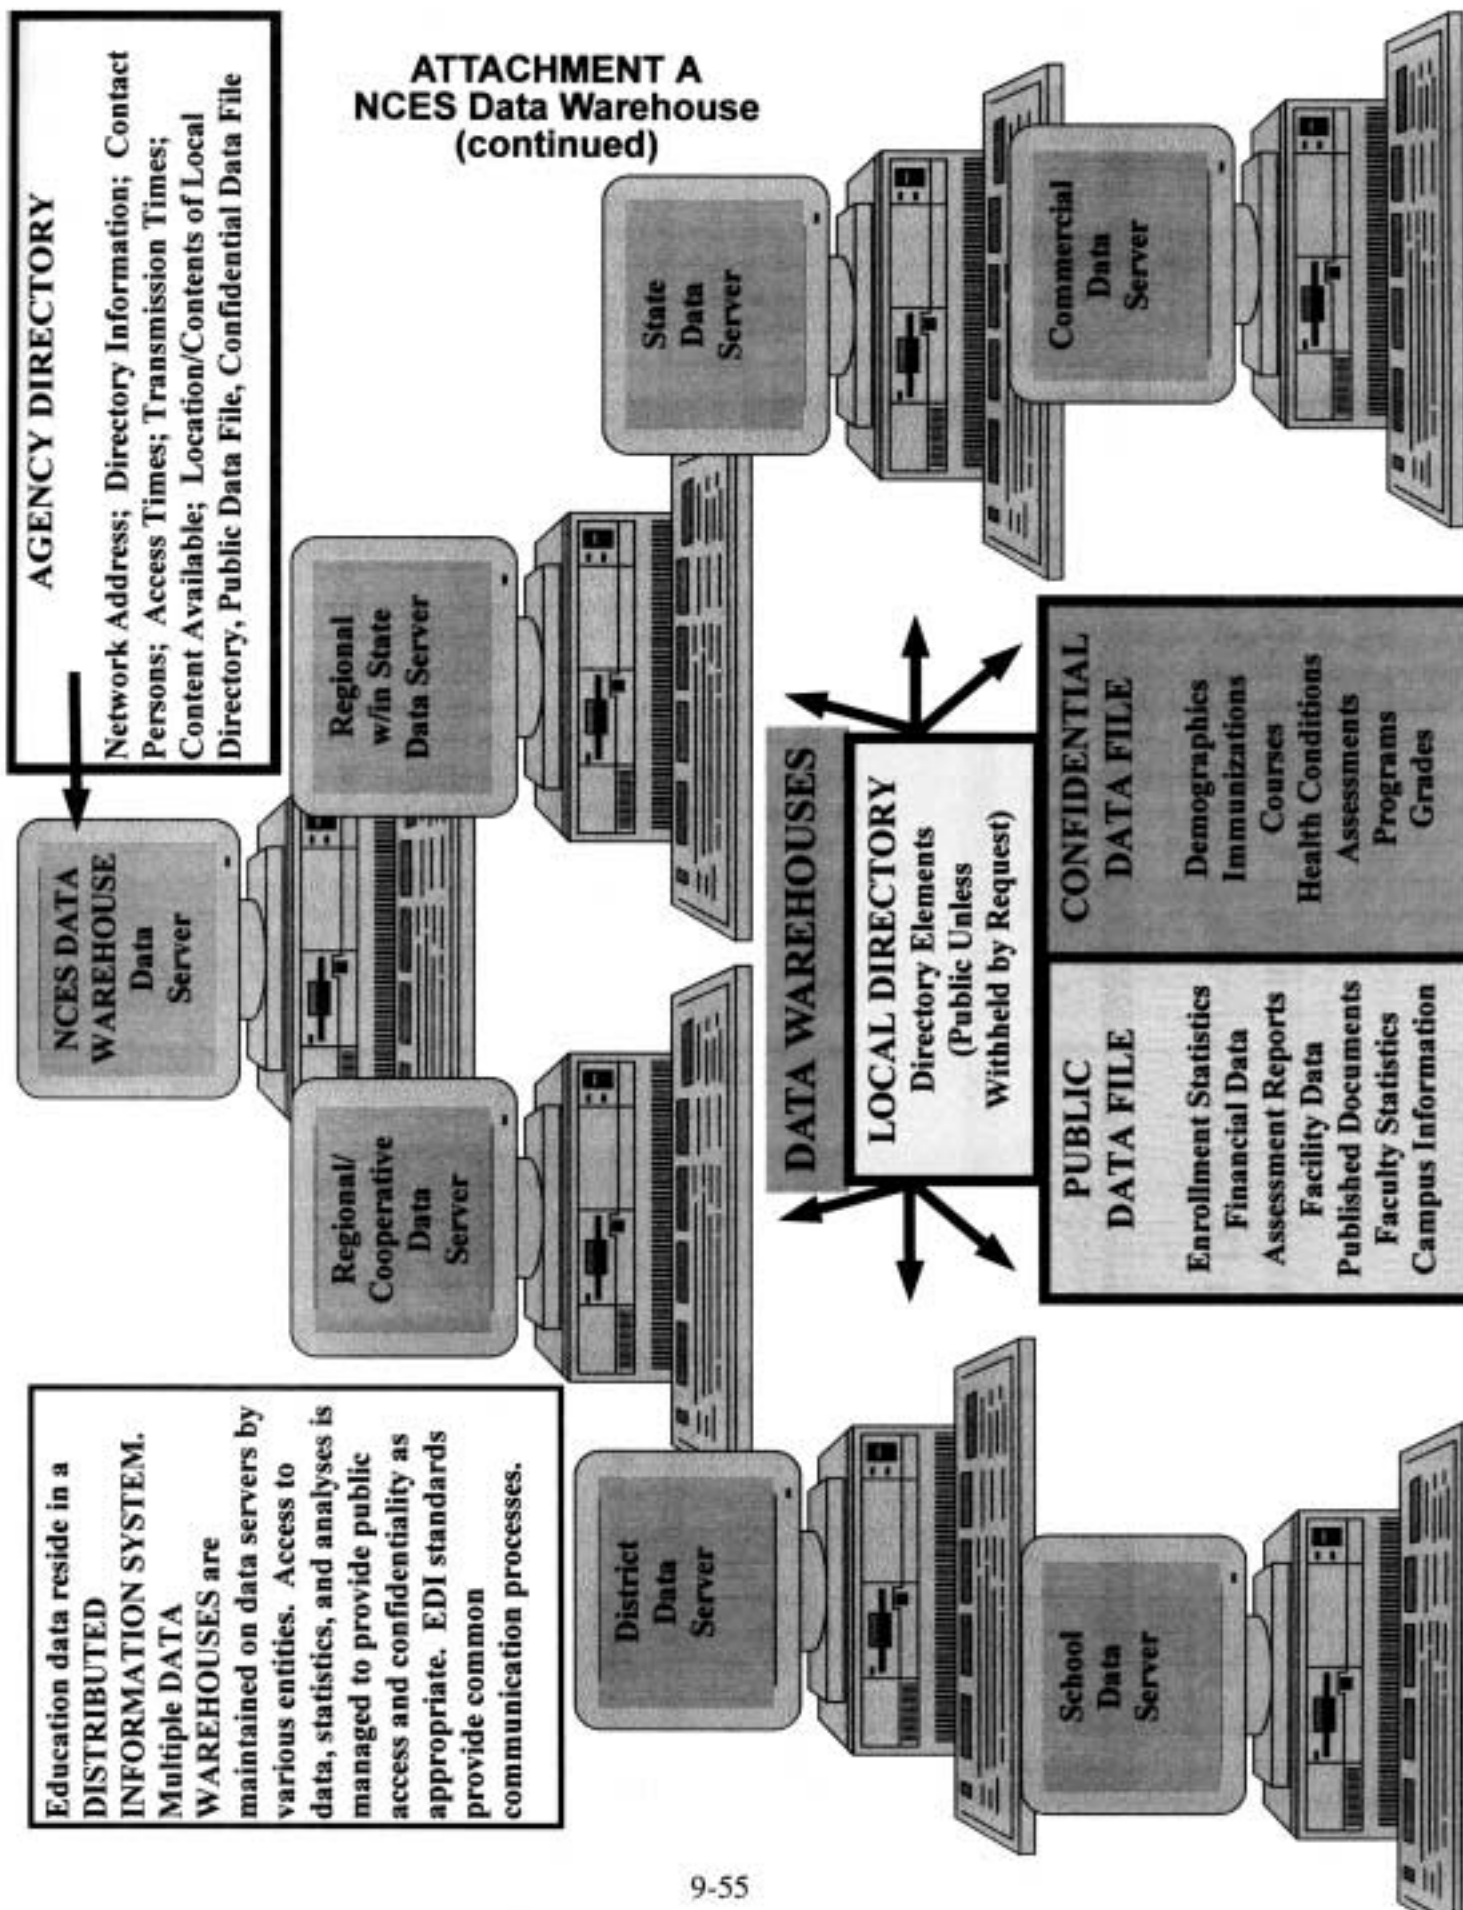 ATTACHMENT A
NCES Data Warehouse
(continued)
Education data reside in a
DISTRIBUTED
INFORMATION SYSTEM.
Multiple DATA
WAREHOUSES are
maintained on data servers by
various entities. Access to
data, statistics, and analyses is
managed to provide public
access and confidentiality as
appropriate. EDI standards
provide common
communication processes.
NCES DATA
WAREHOUSE
Data
Server
AGENCY DIRECTORY
Network Address; Directory Information; Contact
Persons; Access Times; Transmission Times;
Content Available; Location/Contents of Local
Directory, Public Data File, Confidential Data File
Regional/
Cooperative
Data
Server
Regional
w/in State
Data Server
District
Data
Server
State
Data
Server
School
Data
Server
Commercial
Data
Server
DATA WAREHOUSES
LOCAL DIRECTORY
Directory Elements
(Public Unless
Withheld by Request)
PUBLIC
DATA FILE
Enrollment Statistics
Financial Data
Assessment Reports
Facility Data
Published Documents
Faculty Statistics
Campus Information
CONFIDENTIAL
DATA FILE
Demographics
Immunizations
Courses
Health Conditions
Assessments
Programs
Grades
9-55